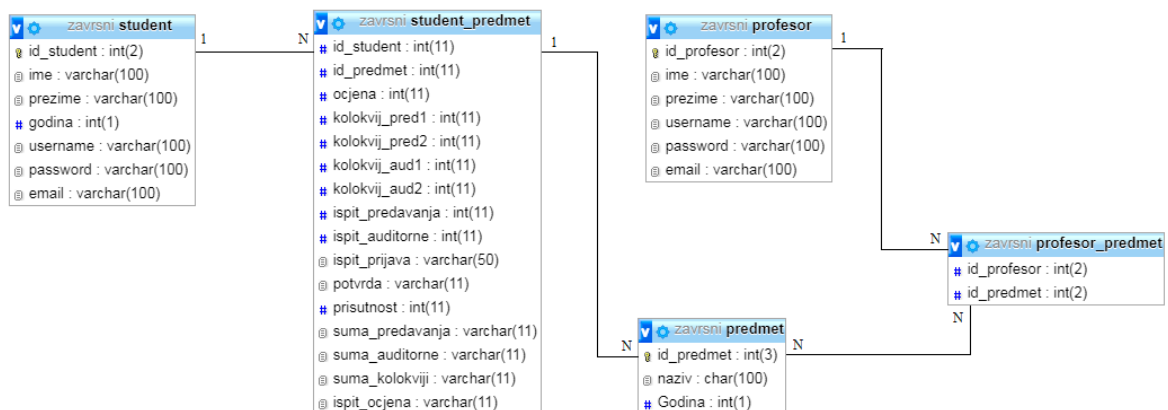 zavrsni student
id_student : int(2)
ime : varchar(100)
prezime : varchar(100)
godina : int(1)
username : varchar(100)
password : varchar(100)
email : varchar(100)
1
N
zavrsni student_predmet
id_student : int(11)
id_predmet : int(11)
ocjena : int(11)
kolokvij_pred1 : int(11)
kolokvij_pred2 : int(11)
kolokvij_aud1 : int(11)
kolokvij_aud2 : int(11)
ispit_predavanja : int(11)
ispit_auditorne : int(11)
ispit_prijava : varchar(50)
potvrda : varchar(11)
prisutnost : int(11)
suma_predavanja : varchar(11)
suma_auditorne : varchar(11)
suma_kolokviji : varchar(11)
ispit_ocjena : varchar(11)
1
N
zavrsni profesor
id_profesor : int(2)
ime : varchar(100)
prezime : varchar(100)
username : varchar(100)
password : varchar(100)
email : varchar(100)
1
N
zavrsni profesor_predmet
id_profesor : int(2)
id_predmet : int(2)
N
zavrsni predmet
id_predmet : int(3)
naziv : char(100)
Godina : int(1)
N